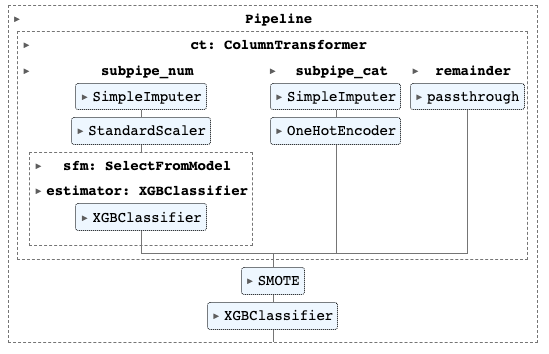 Pipeline
ct: ColumnTransformer
subpipe_num subpipe_cat remainder
SimpleImputer SimpleImputer passthrough
StandardScaler OneHotEncoder
sfm: SelectFromModel
estimator: XGBClassifier
XGBClassifier
SMOTE
XGBClassifier